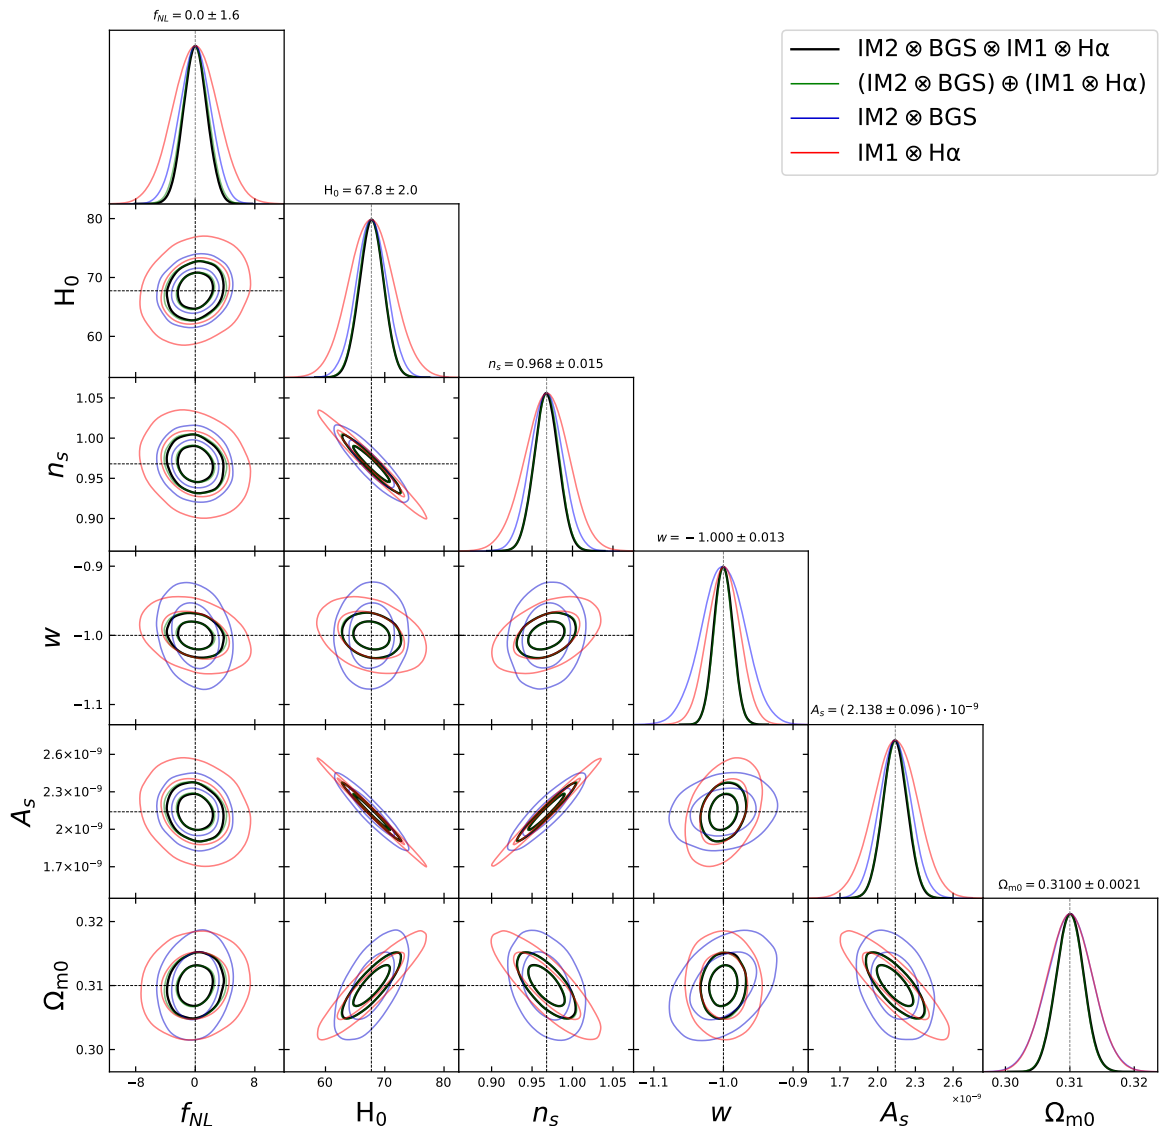 f_NL = 0.0 ± 1.6
IM2 ⊗ BGS ⊗ IM1 ⊗ Hα
(IM2 ⊗ BGS) ⊕ (IM1 ⊗ Hα)
IM2 ⊗ BGS
IM1 ⊗ Hα
H₀ = 67.8 ± 2.0
80
70
60
H₀
n_s = 0.968 ± 0.015
1.05
1.00
0.95
0.90
n_s
w = −1.000 ± 0.013
−0.9
−1.0
−1.1
w
A_s = (2.138 ± 0.096) · 10⁻⁹
2.6×10⁻⁹
2.3×10⁻⁹
2×10⁻⁹
1.7×10⁻⁹
A_s
Ω_m0 = 0.3100 ± 0.0021
0.32
0.31
0.30
Ω_m0
−8 0 8 60 70 80 0.90 0.95 1.00 1.05 −1.1 −1.0 −0.9 1.7 2.0 2.3 2.6 0.30 0.31 0.32
×10⁻⁹
f_NL H₀ n_s w A_s Ω_m0